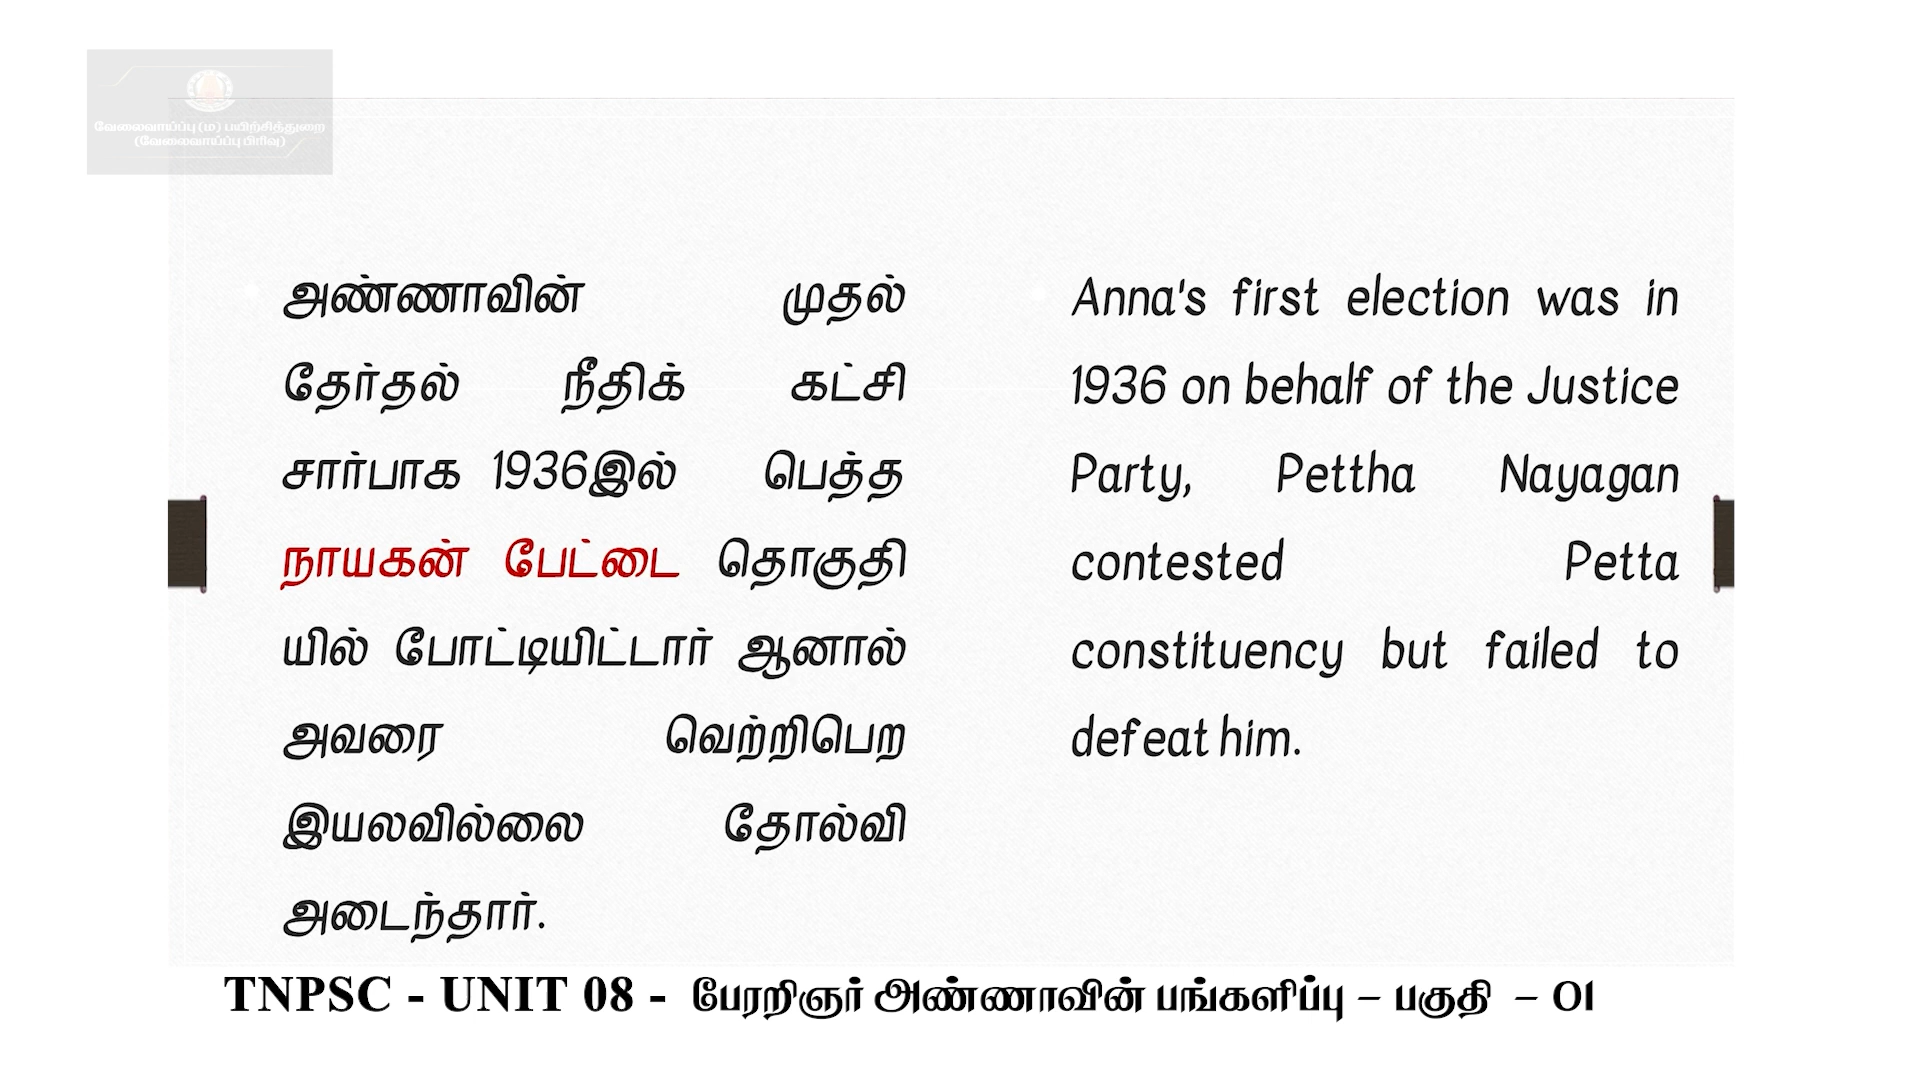 வேலைவாய்ப்பு (ம) பயிற்சித்துறை
(வேலைவாய்ப்பு பிரிவு)
அண்ணாவின் முதல்
தேர்தல் நீதிக் கட்சி
சார்பாக 1936இல் பெத்த
நாயகன் பேட்டை தொகுதி
யில் போட்டியிட்டார் ஆனால்
அவரை வெற்றிபெற
இயலவில்லை தோல்வி
அடைந்தார்.
Anna's first election was in
1936 on behalf of the Justice
Party, Pettha Nayagan
contested Petta
constituency but failed to
defeat him.
TNPSC - UNIT 08 - பேரறிஞர் அண்ணாவின் பங்களிப்பு – பகுதி – 01